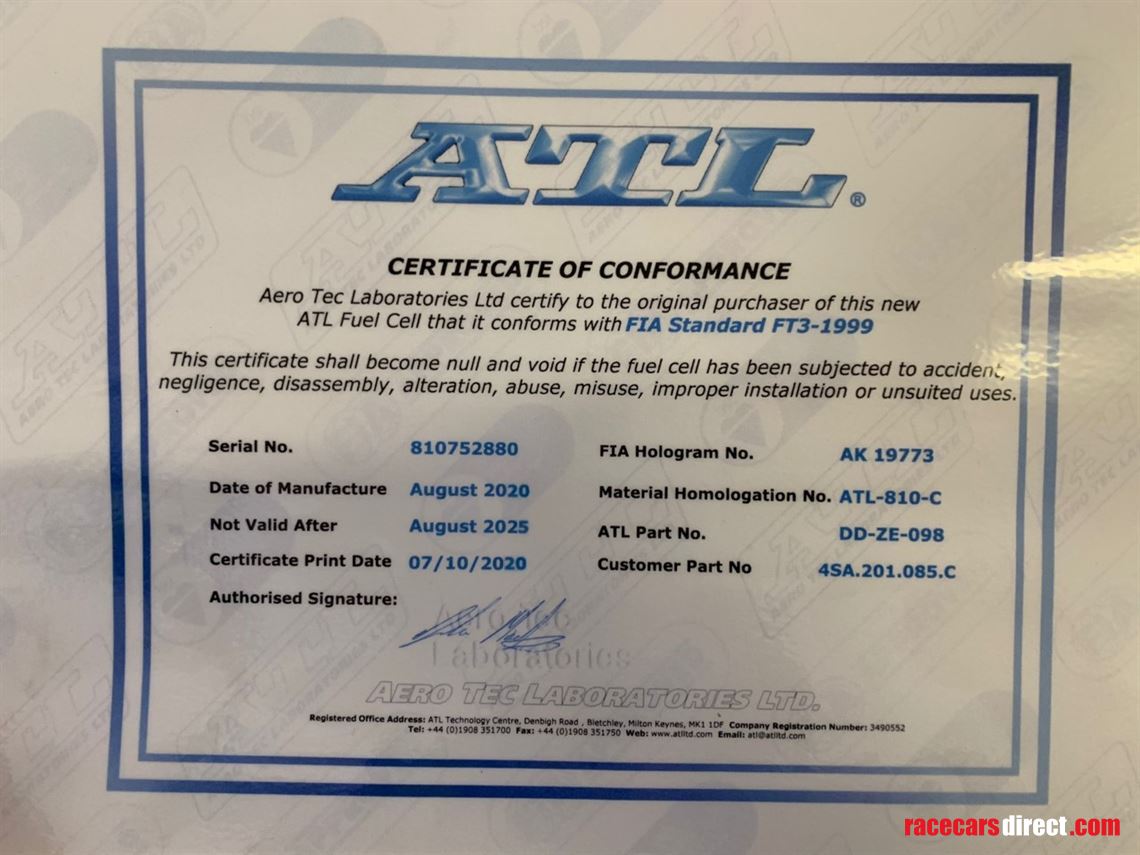 ATL®
CERTIFICATE OF CONFORMANCE
Aero Tec Laboratories Ltd certify to the original purchaser of this new
ATL Fuel Cell that it conforms with FIA Standard FT3-1999
This certificate shall become null and void if the fuel cell has been subjected to accident,
negligence, disassembly, alteration, abuse, misuse, improper installation or unsuited uses.
Serial No. 810752880 FIA Hologram No. AK 19773
Date of Manufacture August 2020 Material Homologation No. ATL-810-C
Not Valid After August 2025 ATL Part No. DD-ZE-098
Certificate Print Date 07/10/2020 Customer Part No 4SA.201.085.C
Authorised Signature:
Aero Tec
Laboratories
AERO TEC LABORATORIES LTD.
Registered Office Address: ATL Technology Centre, Denbigh Road , Bletchley, Milton Keynes, MK1 1DF Company Registration Number: 3490552
Tel: +44 (0)1908 351700 Fax: +44 (0)1908 351750 Web: www.atlltd.com Email: atl@atlltd.com
racecarsdirect.com